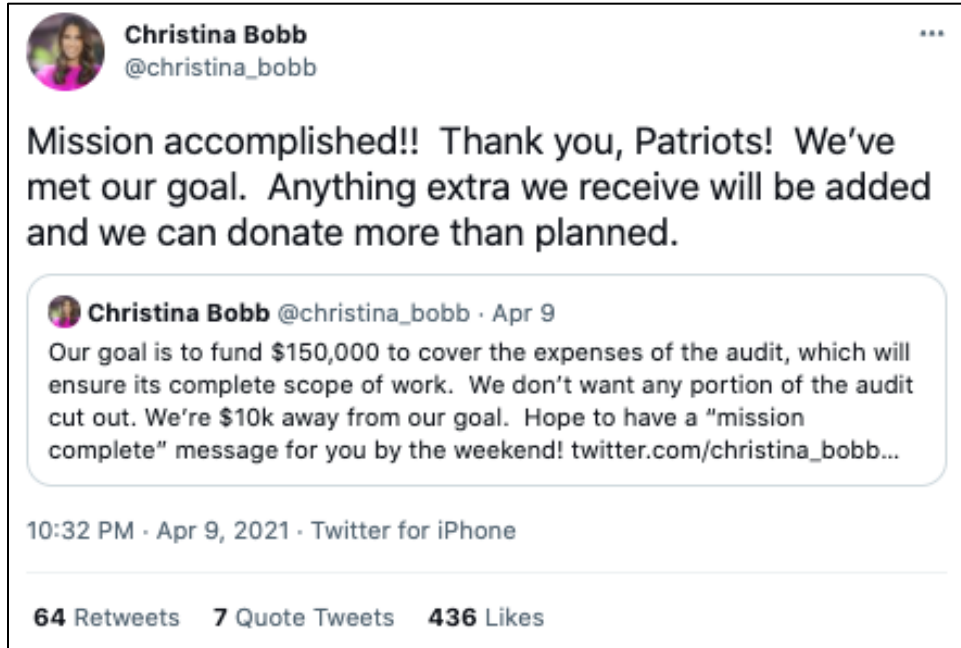 Christina Bobb
@christina_bobb
Mission accomplished!! Thank you, Patriots! We’ve
met our goal. Anything extra we receive will be added
and we can donate more than planned.
Christina Bobb @christina_bobb · Apr 9
Our goal is to fund $150,000 to cover the expenses of the audit, which will
ensure its complete scope of work. We don’t want any portion of the audit
cut out. We’re $10k away from our goal. Hope to have a “mission
complete” message for you by the weekend! twitter.com/christina_bobb...
10:32 PM · Apr 9, 2021 · Twitter for iPhone
64 Retweets 7 Quote Tweets 436 Likes